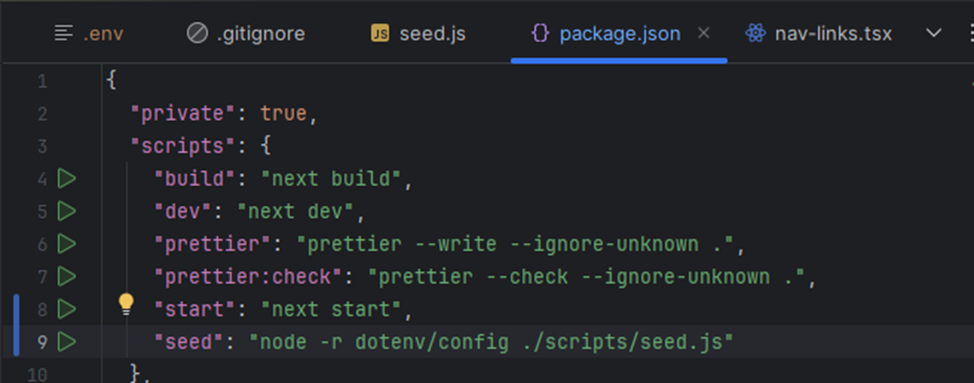 .env .gitignore JS seed.js {} package.json × nav-links.tsx
1 {
2 "private": true,
3 "scripts": {
4 "build": "next build",
5 "dev": "next dev",
6 "prettier": "prettier --write --ignore-unknown .",
7 "prettier:check": "prettier --check --ignore-unknown .",
8 "start": "next start",
9 "seed": "node -r dotenv/config ./scripts/seed.js"
10 },